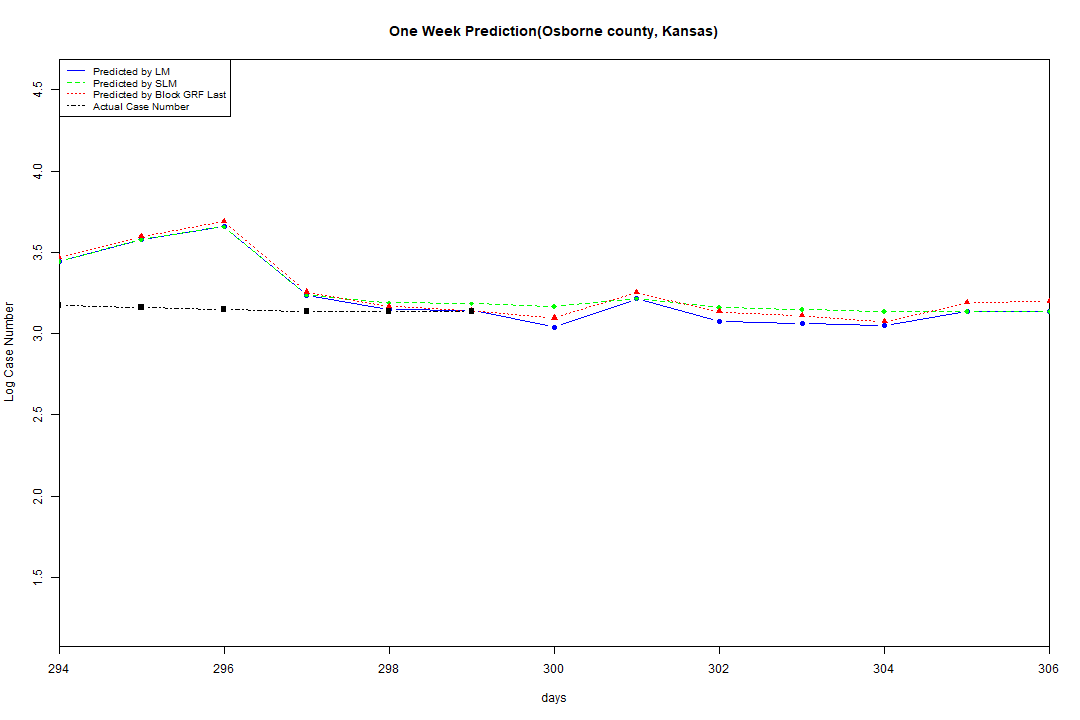 One Week Prediction(Osborne county, Kansas)
Predicted by LM
Predicted by SLM
Predicted by Block GRF Last
Actual Case Number
4.5
4.0
3.5
3.0
2.5
2.0
1.5
Log Case Number
294 296 298 300 302 304 306
days